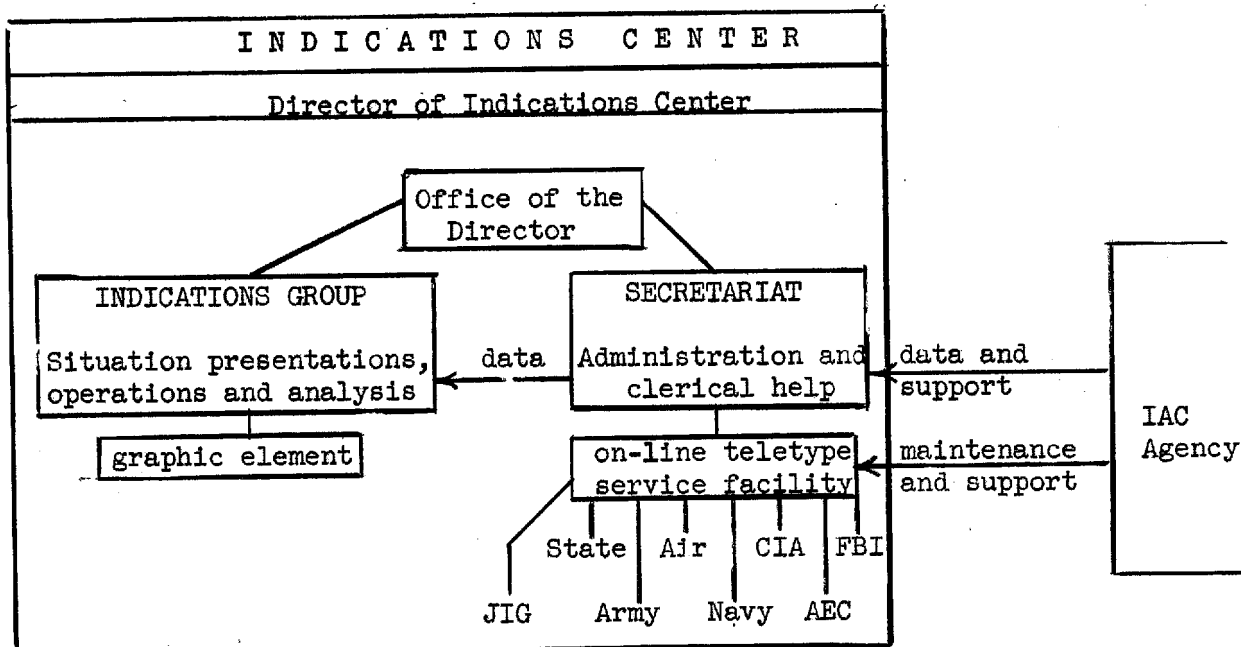 INDICATIONS CENTER
Director of Indications Center
Office of the
Director
INDICATIONS GROUP
Situation presentations,
operations and analysis
data
SECRETARIAT
Administration and
clerical help
data and
support
graphic element
on-line teletype
service facility
maintenance
and support
IAC
Agency
State Air CIA FBI
JIG Army Navy AEC